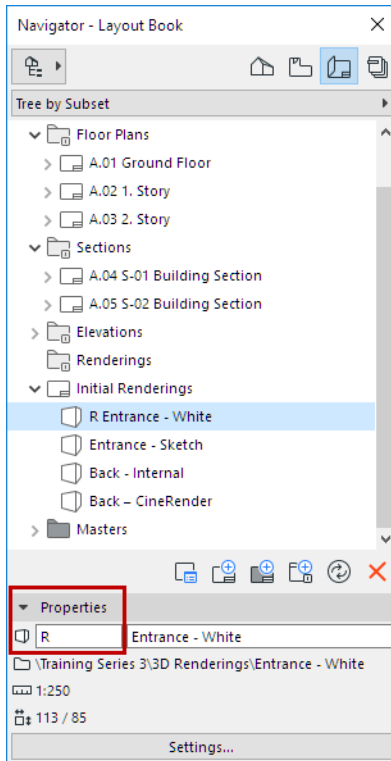 Navigator - Layout Book
Tree by Subset
Floor Plans
A.01 Ground Floor
A.02 1. Story
A.03 2. Story
Sections
A.04 S-01 Building Section
A.05 S-02 Building Section
Elevations
Renderings
Initial Renderings
R Entrance - White
Entrance - Sketch
Back - Internal
Back – CineRender
Masters
Properties
R Entrance - White
\Training Series 3\3D Renderings\Entrance - White
1:250
113 / 85
Settings...